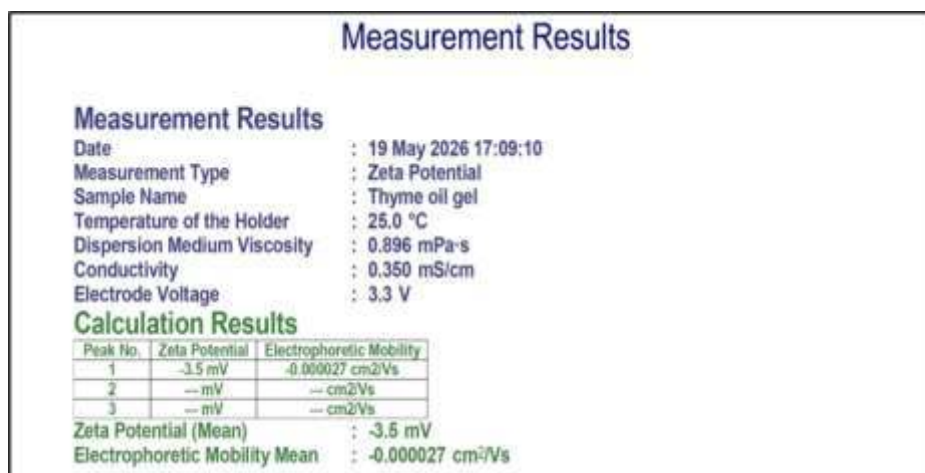 Measurement Results
Measurement Results
Date : 19 May 2026 17:09:10
Measurement Type : Zeta Potential
Sample Name : Thyme oil gel
Temperature of the Holder : 25.0 °C
Dispersion Medium Viscosity : 0.896 mPa·s
Conductivity : 0.350 mS/cm
Electrode Voltage : 3.3 V
Calculation Results
Peak No. Zeta Potential Electrophoretic Mobility
1 -3.5 mV -0.000027 cm2/Vs
2 --- mV --- cm2/Vs
3 --- mV --- cm2/Vs
Zeta Potential (Mean) : -3.5 mV
Electrophoretic Mobility Mean : -0.000027 cm²/Vs